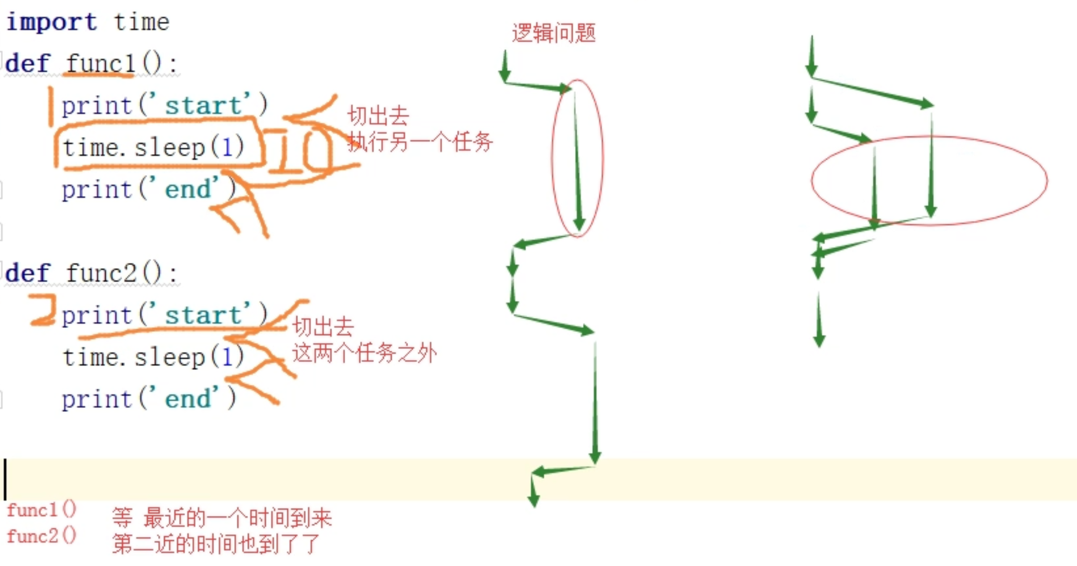 import time
逻辑问题
def func1():
1 print('start')
切出去
time.sleep(1) IO
执行另一个任务
print('end')
def func2():
2 print('start')
切出去
这两个任务之外
time.sleep(1)
print('end')
func1()
等 最近的一个时间到来
func2()
第二近的时间也到了了